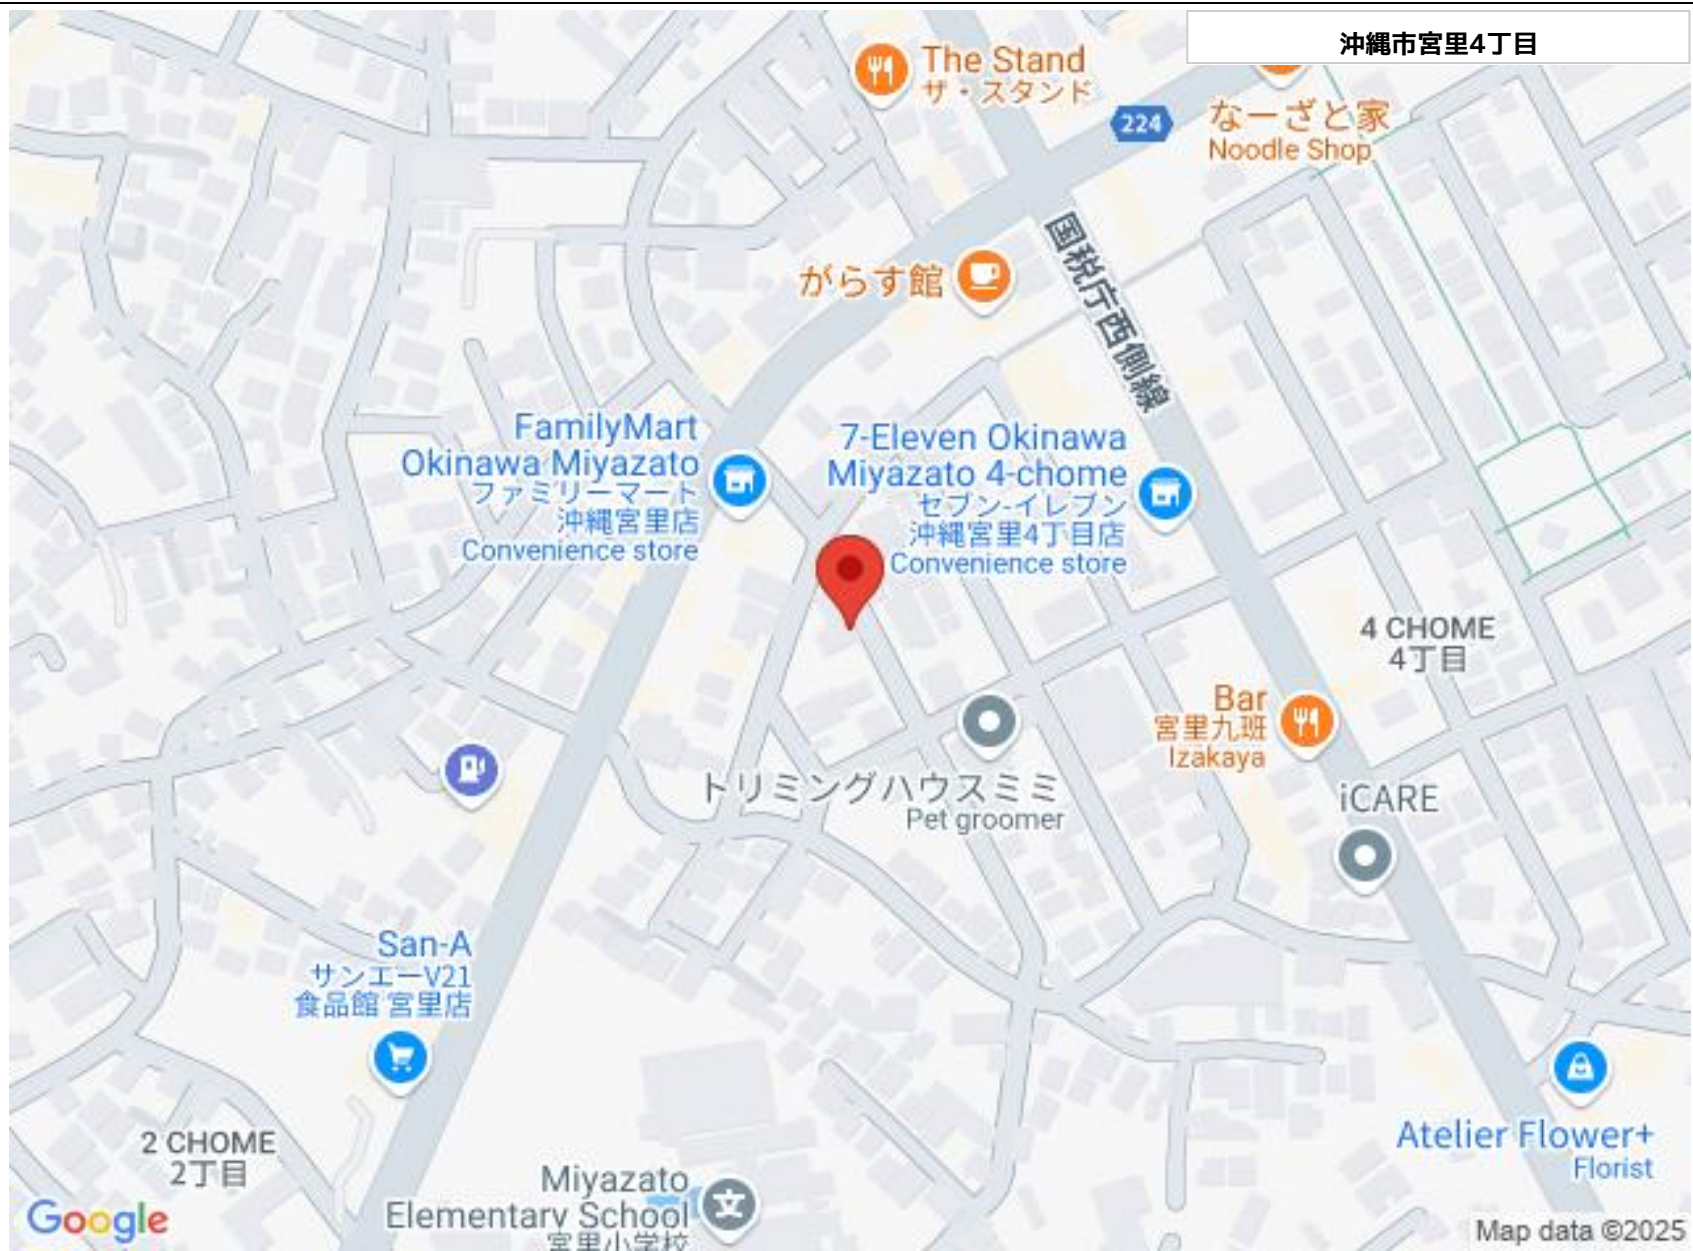 沖縄市宮里4丁目
The Stand
ザ・スタンド
224
なーざと家
Noodle Shop
国税庁西側線
がらす館
FamilyMart
Okinawa Miyazato
ファミリーマート
沖縄宮里店
Convenience store
7-Eleven Okinawa
Miyazato 4-chome
セブン-イレブン
沖縄宮里4丁目店
Convenience store
4 CHOME
4丁目
Bar
宮里九班
Izakaya
トリミングハウスミミ
Pet groomer
iCARE
San-A
サンエーV21
食品館 宮里店
2 CHOME
2丁目
Atelier Flower+
Florist
Miyazato
Elementary School
宮里小学校
文
Google
Map data ©2025